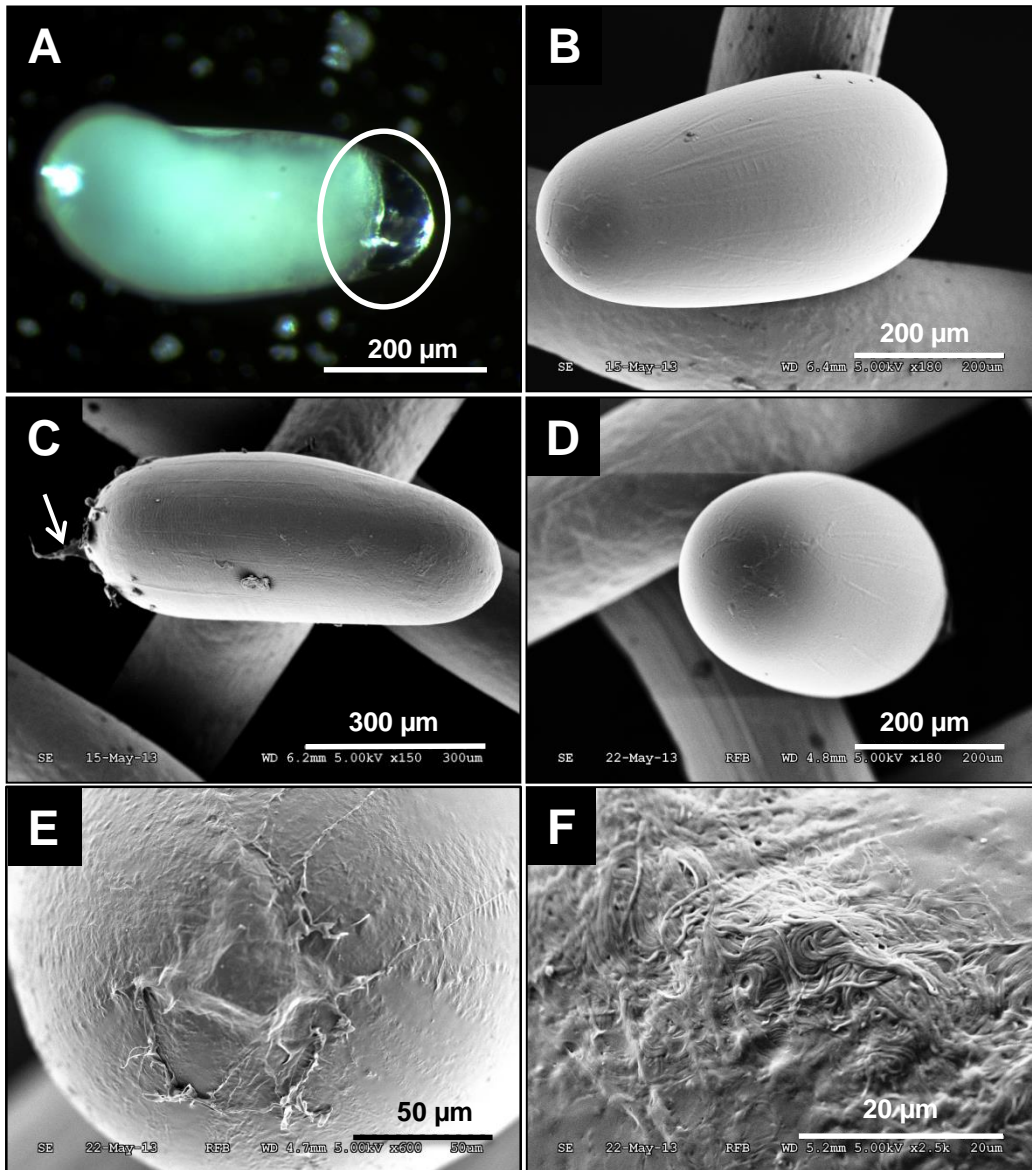 A
200 µm
B
200 µm
SE 15-May-13 WD 6.4mm 5.00kV x180 200um
C
300 µm
SE 15-May-13 WD 6.2mm 5.00kV x150 300um
D
200 µm
SE 22-May-13 RFB WD 4.8mm 5.00kV x180 200um
E
50 µm
SE 22-May-13 RFB WD 4.7mm 5.00kV x600 50um
F
20 µm
SE 22-May-13 RFB WD 5.2mm 5.00kV x2.5k 20um